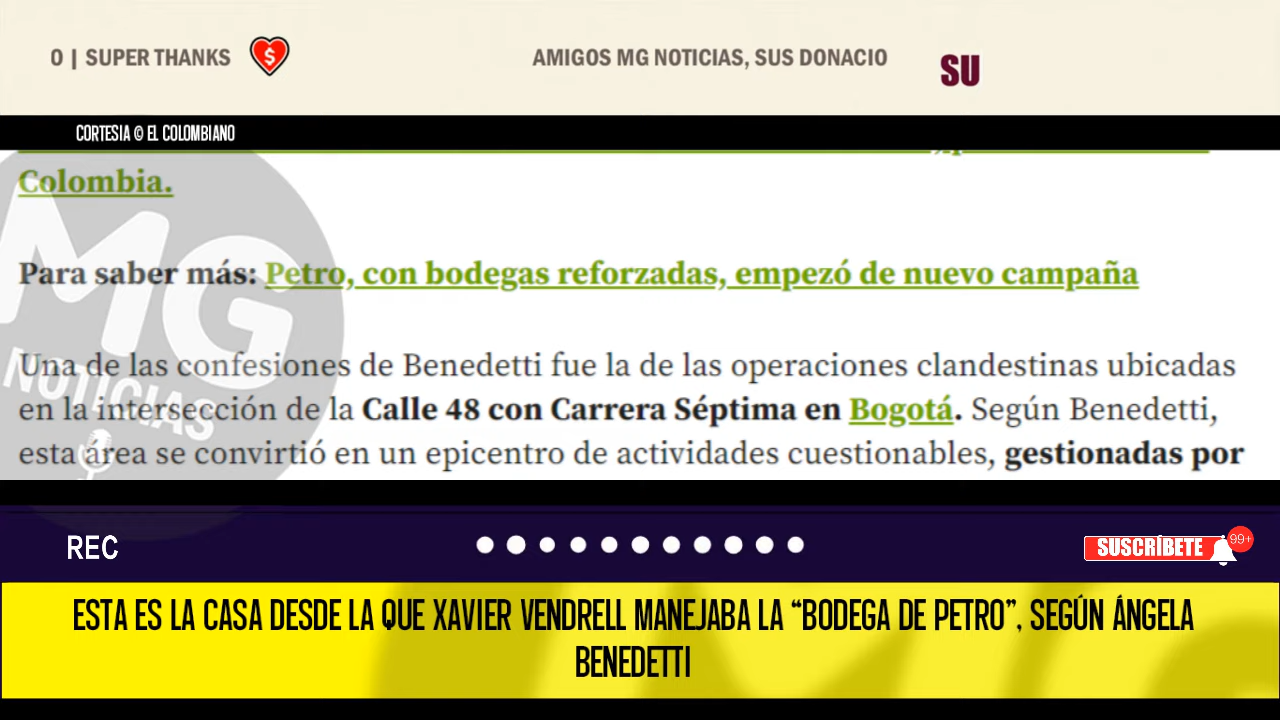 0 | SUPER THANKS
AMIGOS MG NOTICIAS, SUS DONACIO
SU
CORTESIA © EL COLOMBIANO
Colombia.
Para saber más: Petro, con bodegas reforzadas, empezó de nuevo campaña
Una de las confesiones de Benedetti fue la de las operaciones clandestinas ubicadas
en la intersección de la Calle 48 con Carrera Séptima en Bogotá. Según Benedetti,
esta área se convirtió en un epicentro de actividades cuestionables, gestionadas por
MG
NOTICIAS
REC
SUSCRÍBETE
99+
ESTA ES LA CASA DESDE LA QUE XAVIER VENDRELL MANEJABA LA “BODEGA DE PETRO”, SEGÚN ÁNGELA
BENEDETTI